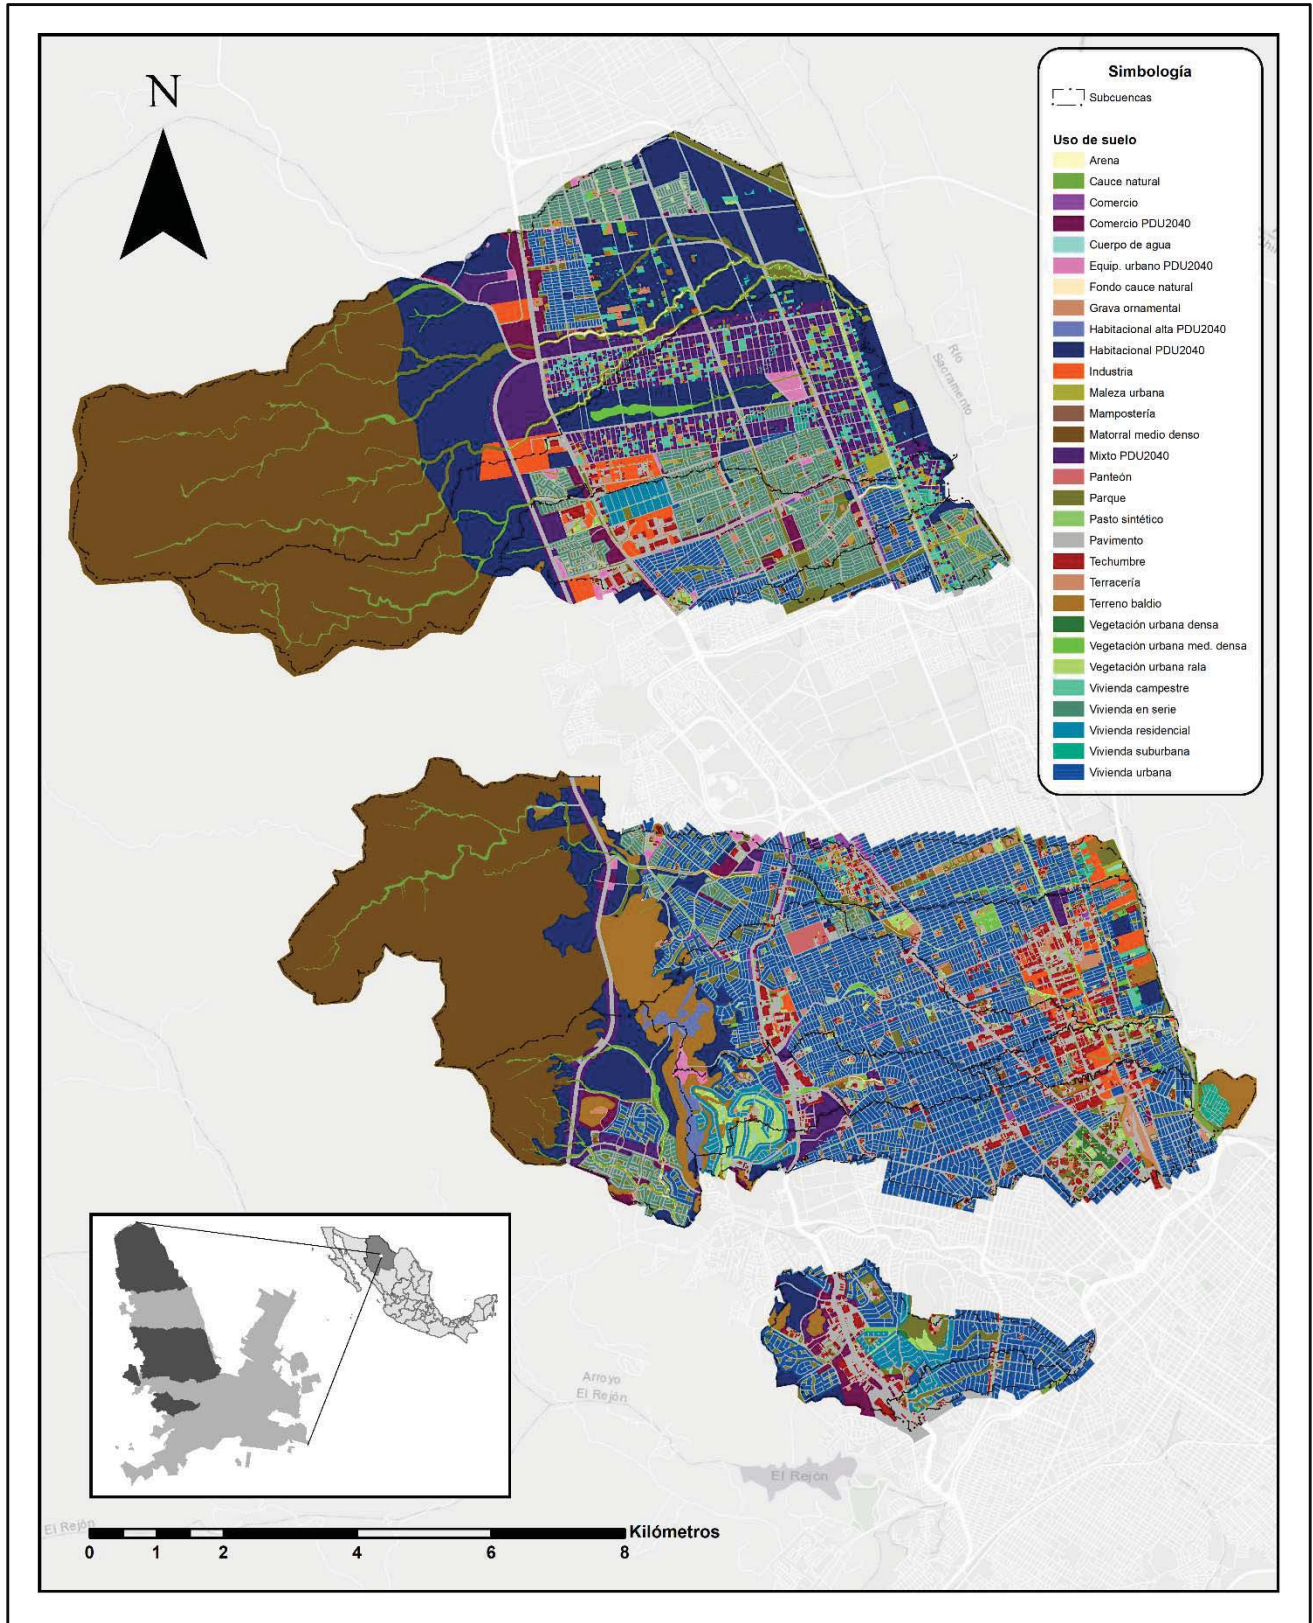 N
Simbología
Subcuencas
Uso de suelo
Arena
Cauce natural
Comercio
Comercio PDU2040
Cuerpo de agua
Equip. urbano PDU2040
Fondo cauce natural
Grava ornamental
Habitacional alta PDU2040
Habitacional PDU2040
Industria
Maleza urbana
Mampostería
Matorral medio denso
Mixto PDU2040
Panteón
Parque
Pasto sintético
Pavimento
Techumbre
Terracería
Terreno baldio
Vegetación urbana densa
Vegetación urbana med. densa
Vegetación urbana rala
Vivienda campestre
Vivienda en serie
Vivienda residencial
Vivienda suburbana
Vivienda urbana
Río
Sacramento
Arroyo
El Rejón
El Rejón
El Rejón
Kilómetros
0 1 2 4 6 8